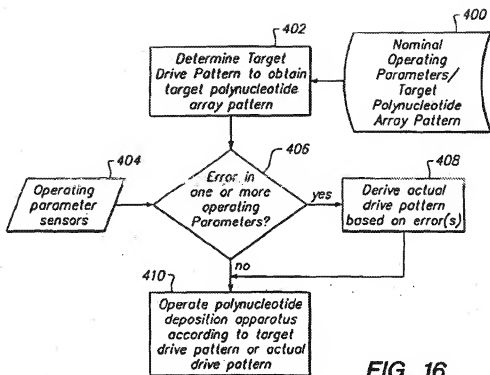 402
Determine Target
Drive Pattern to obtain
target polynucleotide
array pattern
400
Nominal
Operating
Parameters/
Target
Polynucleotide
Array Pattern
404
Operating
parameter
sensors
406
Error in
one or more
operating
Parameters?
yes
408
Derive actual
drive pattern
based on error(s)
no
410
Operate polynucleotide
deposition apparatus
according to target
drive pattern or actual
drive pattern
FIG. 16